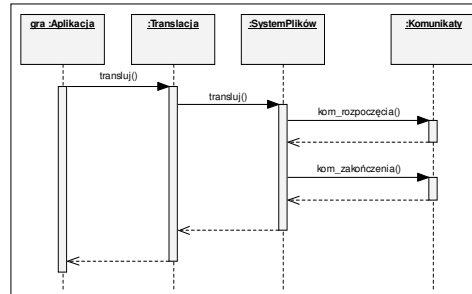 gra :Aplikacja
:Translacja
:SystemPlików
:Komunikaty
transluj()
transluj()
kom_rozpoczęcia()
kom_zakończenia()